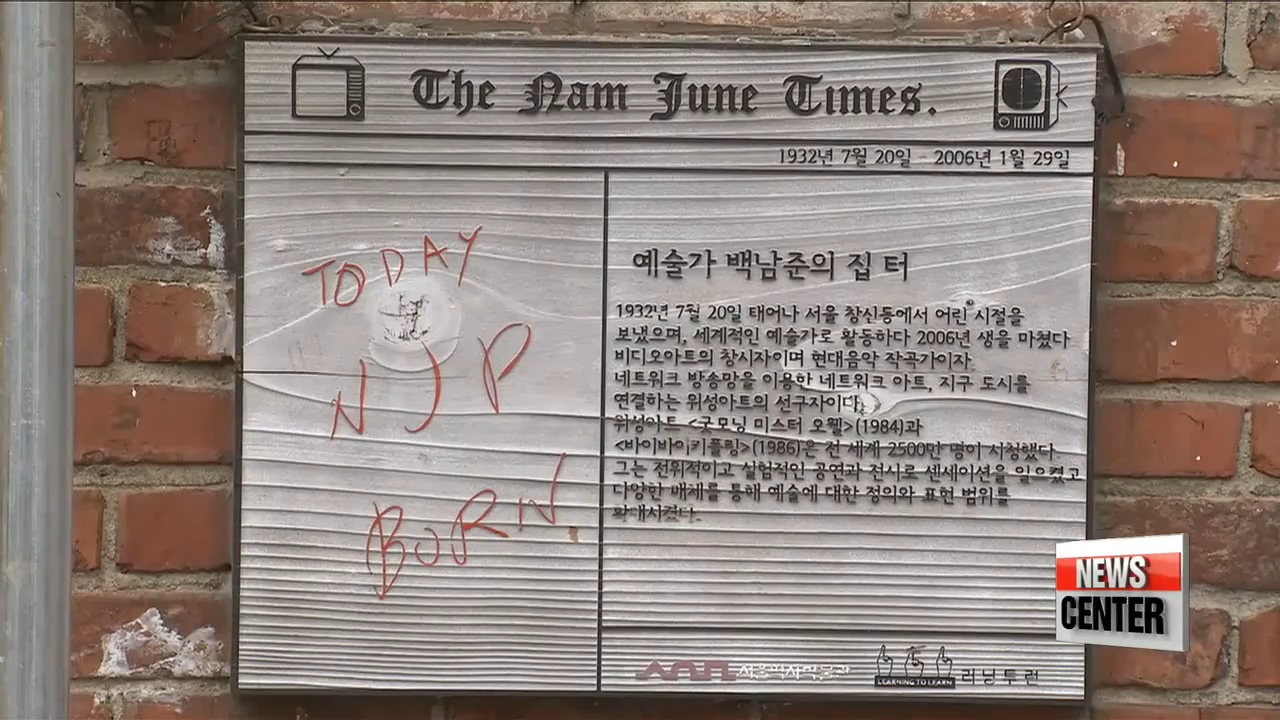 The Nam June Times.
1932년 7월 20일 - 2006년 1월 29일
TODAY
NJP
BORN.
예술가 백남준의 집 터
1932년 7월 20일 태어나 서울 창신동에서 어린 시절을
보냈으며, 세계적인 예술가로 활동하다 2006년 생을 마쳤다
비디오아트의 창시자이며 현대음악 작곡가이자
네트워크 방송망을 이용한 네트워크 아트, 지구 도시를
연결하는 위성아트의 선구자이다.
위성아트 <굿모닝 미스터 오웰>(1984)과
<바이바이 키플링>(1986)은 전 세계 2500만 명이 시청했다.
그는 전위적이고 실험적인 공연과 전시로 센세이션을 일으켰고
다양한 매체를 통해 예술에 대한 정의와 표현 범위를
확대시켰다.
서울역사박물관
LEARNING TO LEARN
러닝투런
NEWS
CENTER